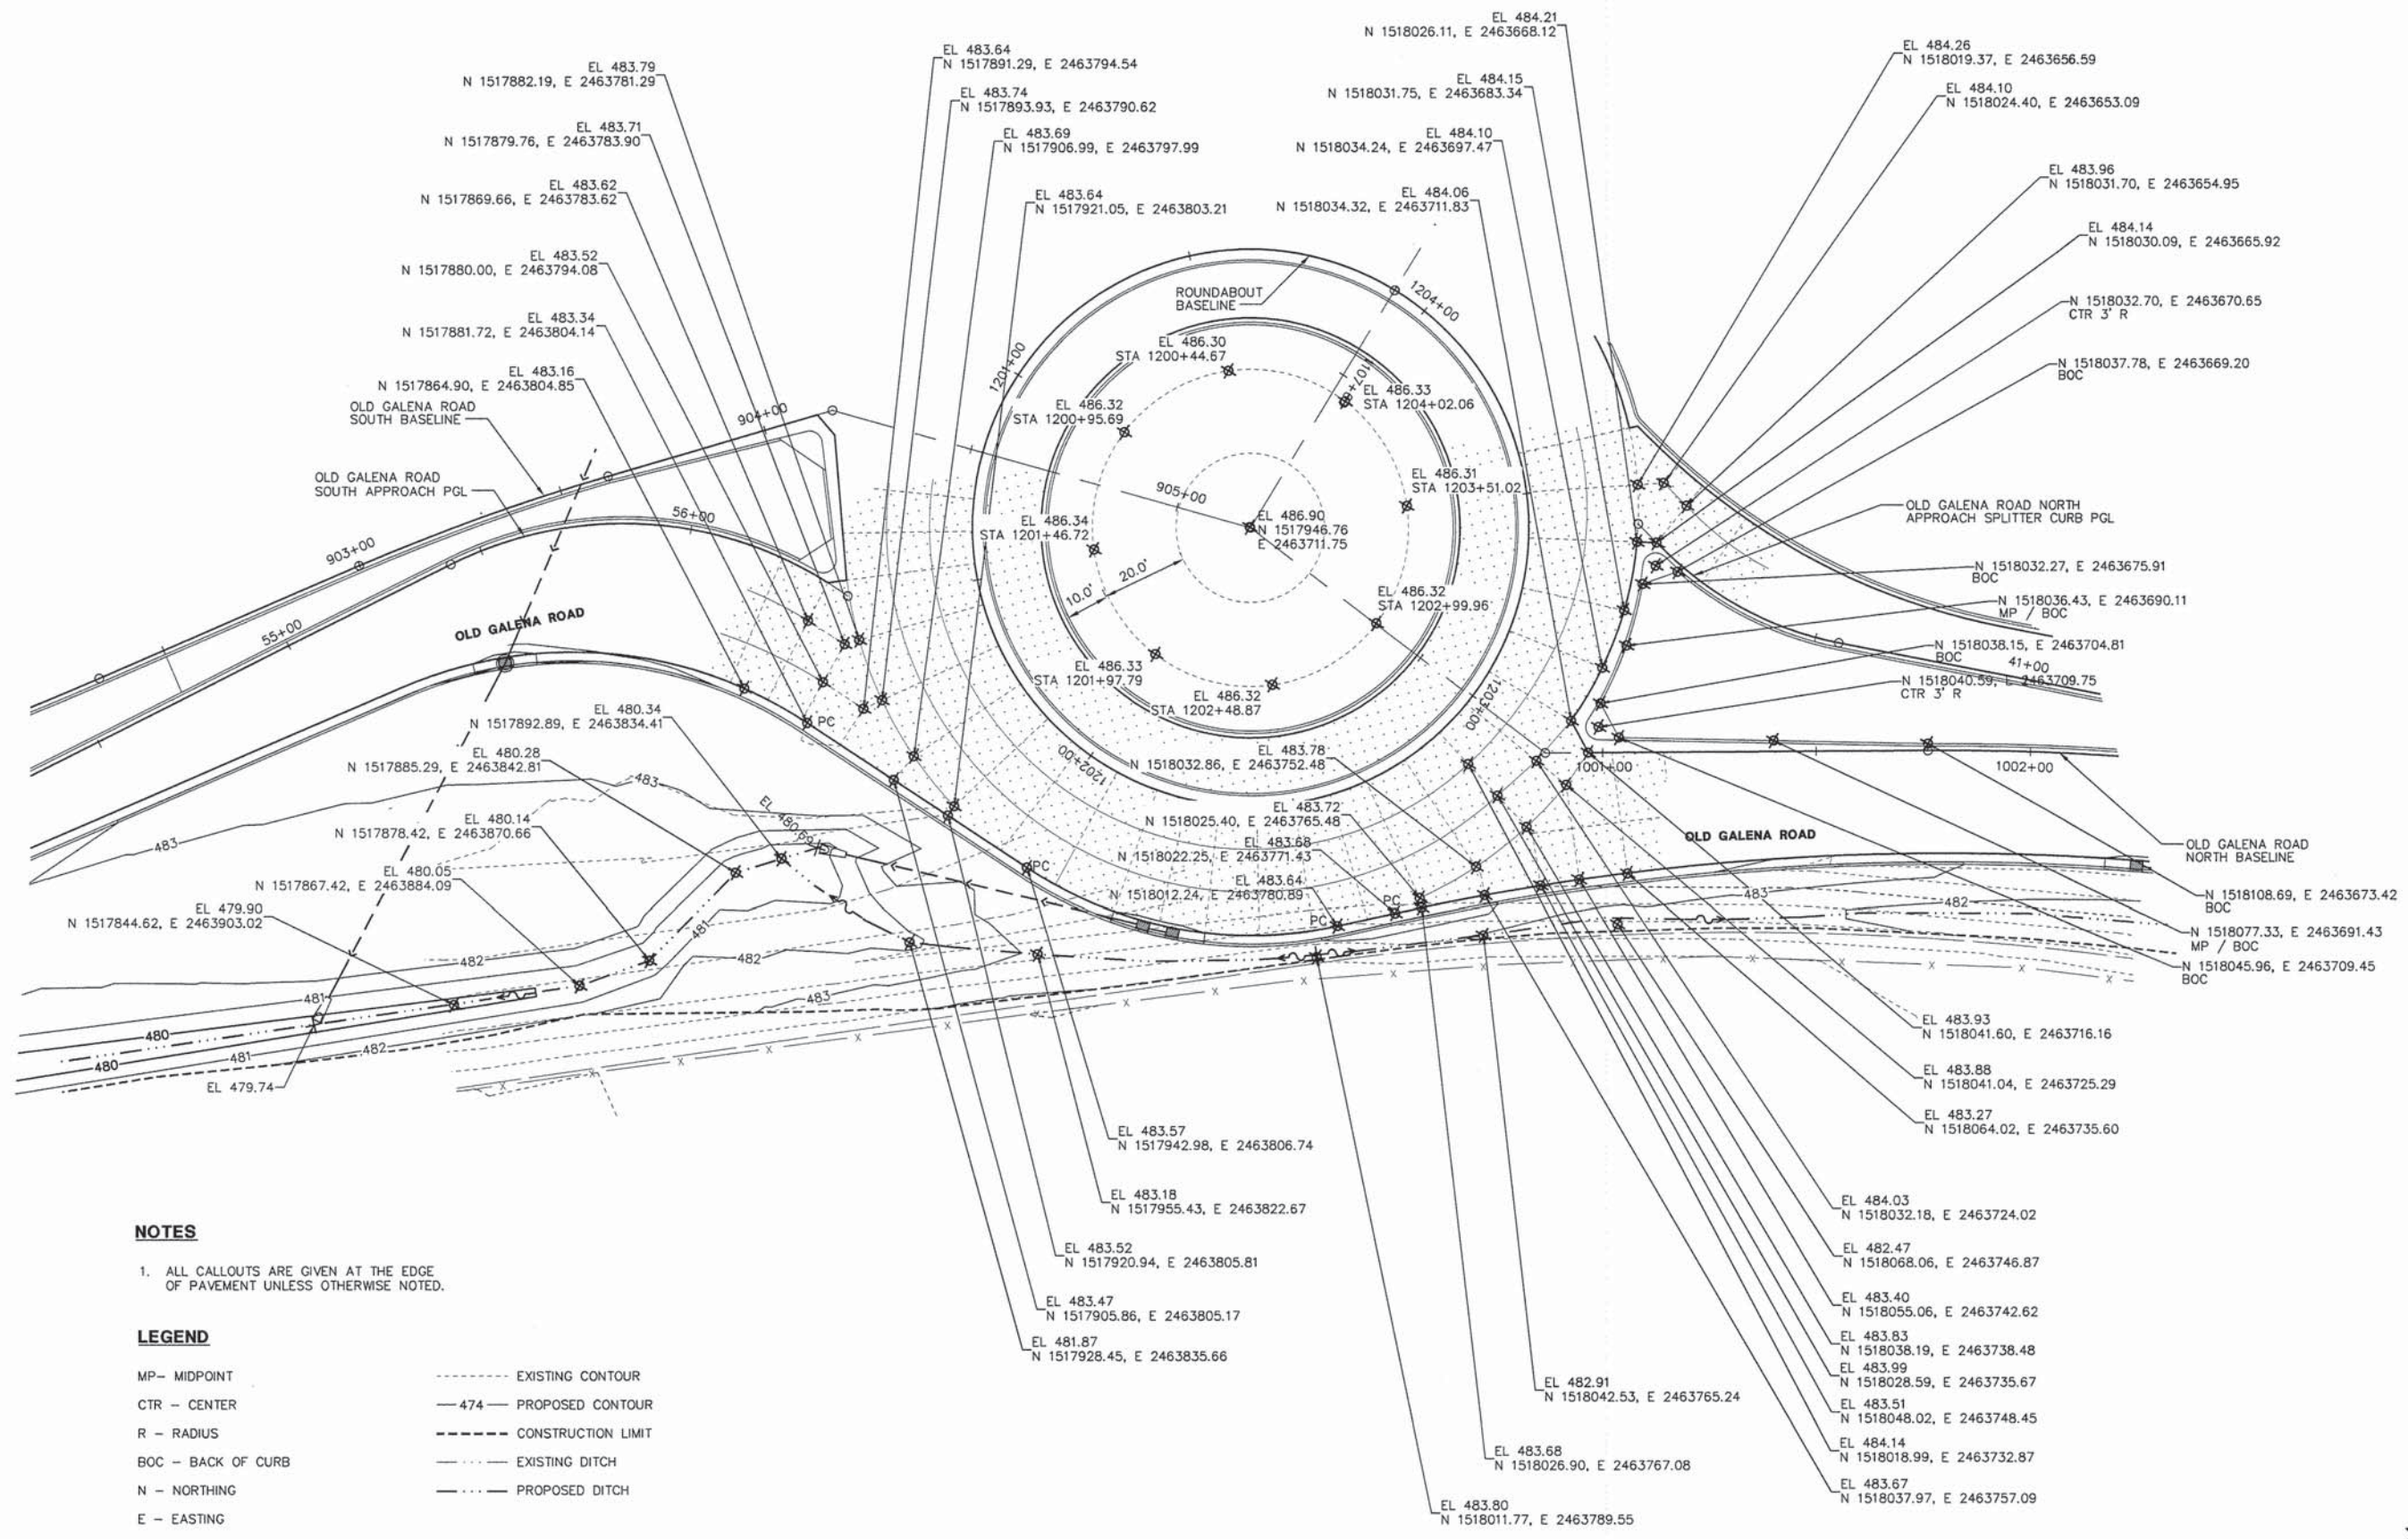 EL 483.79
N 1517882.19, E 2463781.29
EL 483.71
N 1517879.76, E 2463783.90
EL 483.62
N 1517869.66, E 2463783.62
EL 483.52
N 1517880.00, E 2463794.08
EL 483.34
N 1517881.72, E 2463804.14
EL 483.16
N 1517864.90, E 2463804.85
OLD GALENA ROAD
SOUTH BASELINE
OLD GALENA ROAD
SOUTH APPROACH PGL
EL 483.64
N 1517891.29, E 2463794.54
EL 483.74
N 1517893.93, E 2463790.62
EL 483.69
N 1517906.99, E 2463797.99
EL 483.64
N 1517921.05, E 2463803.21
EL 484.21
N 1518026.11, E 2463668.12
EL 484.15
N 1518031.75, E 2463683.34
EL 484.10
N 1518034.24, E 2463697.47
EL 484.06
N 1518034.32, E 2463711.83
EL 484.26
N 1518019.37, E 2463656.59
EL 484.10
N 1518024.40, E 2463653.09
EL 483.96
N 1518031.70, E 2463654.95
EL 484.14
N 1518030.09, E 2463665.92
N 1518032.70, E 2463670.65
CTR 3' R
N 1518037.78, E 2463669.20
BOC
OLD GALENA ROAD NORTH
APPROACH SPLITTER CURB PGL
N 1518032.27, E 2463675.91
BOC
N 1518036.43, E 2463690.11
MP / BOC
N 1518038.15, E 2463704.81
BOC
41+00
N 1518040.59, E 2463709.75
CTR 3' R
ROUNDABOUT
BASELINE
1204+00
1201+00
EL 486.30
STA 1200+44.67
EL 486.33
STA 1204+02.06
EL 486.32
STA 1200+95.69
EL 486.31
STA 1203+51.02
905+00
EL 486.34
STA 1201+46.72
EL 486.90
N 1517946.76
E 2463711.75
20.0'
10.0'
EL 486.32
STA 1202+99.96
EL 486.33
STA 1201+97.79
EL 486.32
STA 1202+48.87
1203+00
1202+00
904+00
903+00
56+00
55+00
OLD GALENA ROAD
PC
EL 480.34
N 1517892.89, E 2463834.41
EL 480.28
N 1517885.29, E 2463842.81
483
EL 480.69
483
EL 480.14
N 1517878.42, E 2463870.66
EL 480.05
N 1517867.42, E 2463884.09
EL 479.90
N 1517844.62, E 2463903.02
EL 483.78
N 1518032.86, E 2463752.48
EL 483.72
N 1518025.40, E 2463765.48
EL 483.68
N 1518022.25, E 2463771.43
EL 483.64
N 1518012.24, E 2463780.89
PC
PC
PC
1001+00
1002+00
OLD GALENA ROAD
OLD GALENA ROAD
NORTH BASELINE
483
482
N 1518108.69, E 2463673.42
BOC
N 1518077.33, E 2463691.43
MP / BOC
N 1518045.96, E 2463709.45
BOC
481
482
482
483
481
480
481
482
480
EL 479.74
EL 483.93
N 1518041.60, E 2463716.16
EL 483.88
N 1518041.04, E 2463725.29
EL 483.27
N 1518064.02, E 2463735.60
EL 483.57
N 1517942.98, E 2463806.74
EL 483.18
N 1517955.43, E 2463822.67
EL 483.52
N 1517920.94, E 2463805.81
EL 483.47
N 1517905.86, E 2463805.17
EL 481.87
N 1517928.45, E 2463835.66
EL 484.03
N 1518032.18, E 2463724.02
EL 482.47
N 1518068.06, E 2463746.87
EL 483.40
N 1518055.06, E 2463742.62
EL 483.83
N 1518038.19, E 2463738.48
EL 483.99
N 1518028.59, E 2463735.67
EL 483.51
N 1518048.02, E 2463748.45
EL 484.14
N 1518018.99, E 2463732.87
EL 483.67
N 1518037.97, E 2463757.09
EL 482.91
N 1518042.53, E 2463765.24
EL 483.68
N 1518026.90, E 2463767.08
EL 483.80
N 1518011.77, E 2463789.55
NOTES
1. ALL CALLOUTS ARE GIVEN AT THE EDGE
OF PAVEMENT UNLESS OTHERWISE NOTED.
LEGEND
MP- MIDPOINT
CTR - CENTER
R - RADIUS
BOC - BACK OF CURB
N - NORTHING
E - EASTING
EXISTING CONTOUR
474 PROPOSED CONTOUR
CONSTRUCTION LIMIT
EXISTING DITCH
PROPOSED DITCH